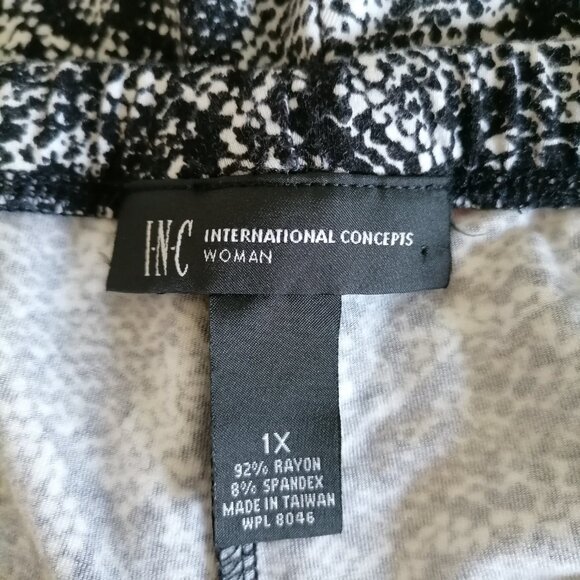 I·N·C INTERNATIONAL CONCEPTS
WOMAN
1X
92% RAYON
8% SPANDEX
MADE IN TAIWAN
WPL 8046